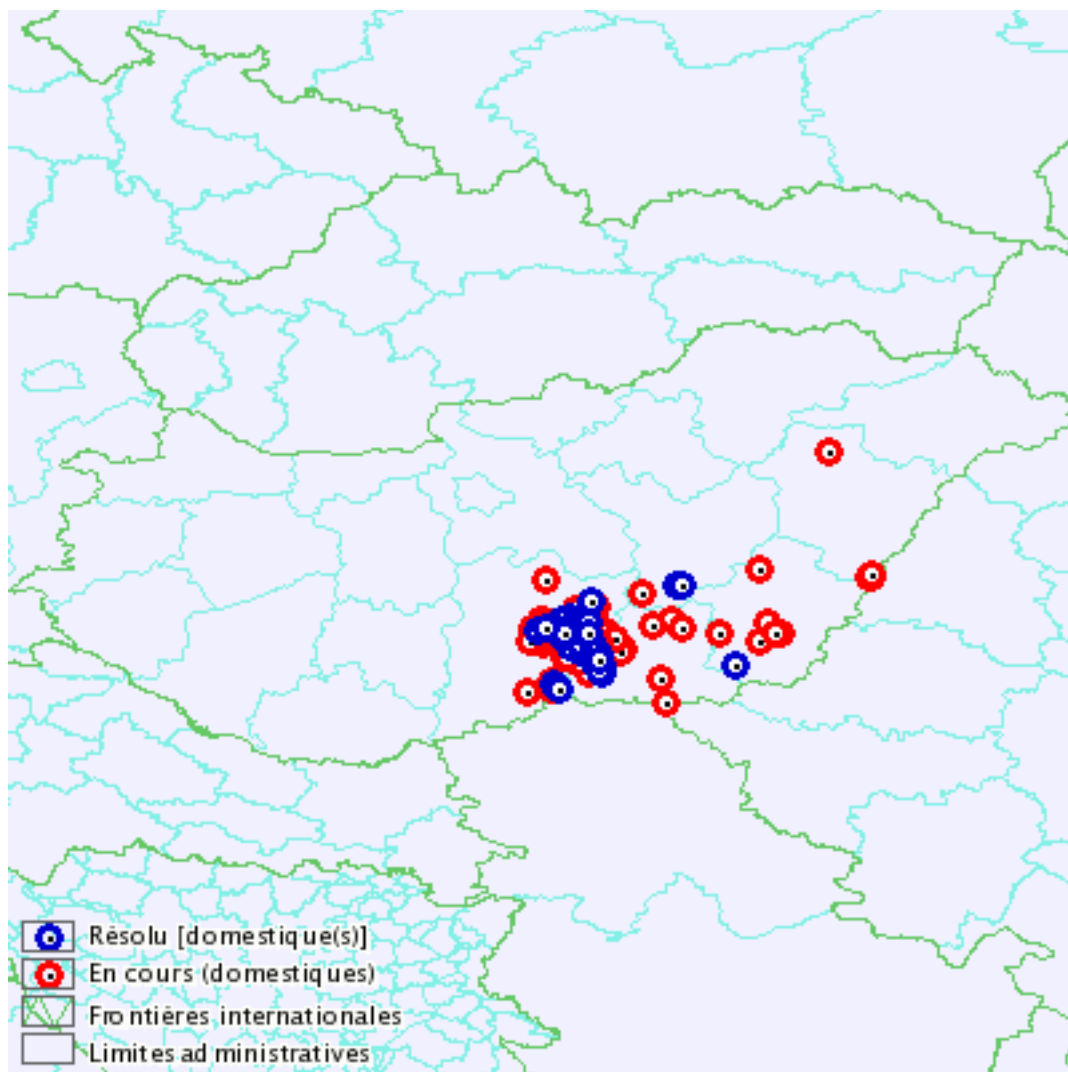 Résolu [domestique(s)]
En cours (domestiques)
Frontières internationales
Limites administratives